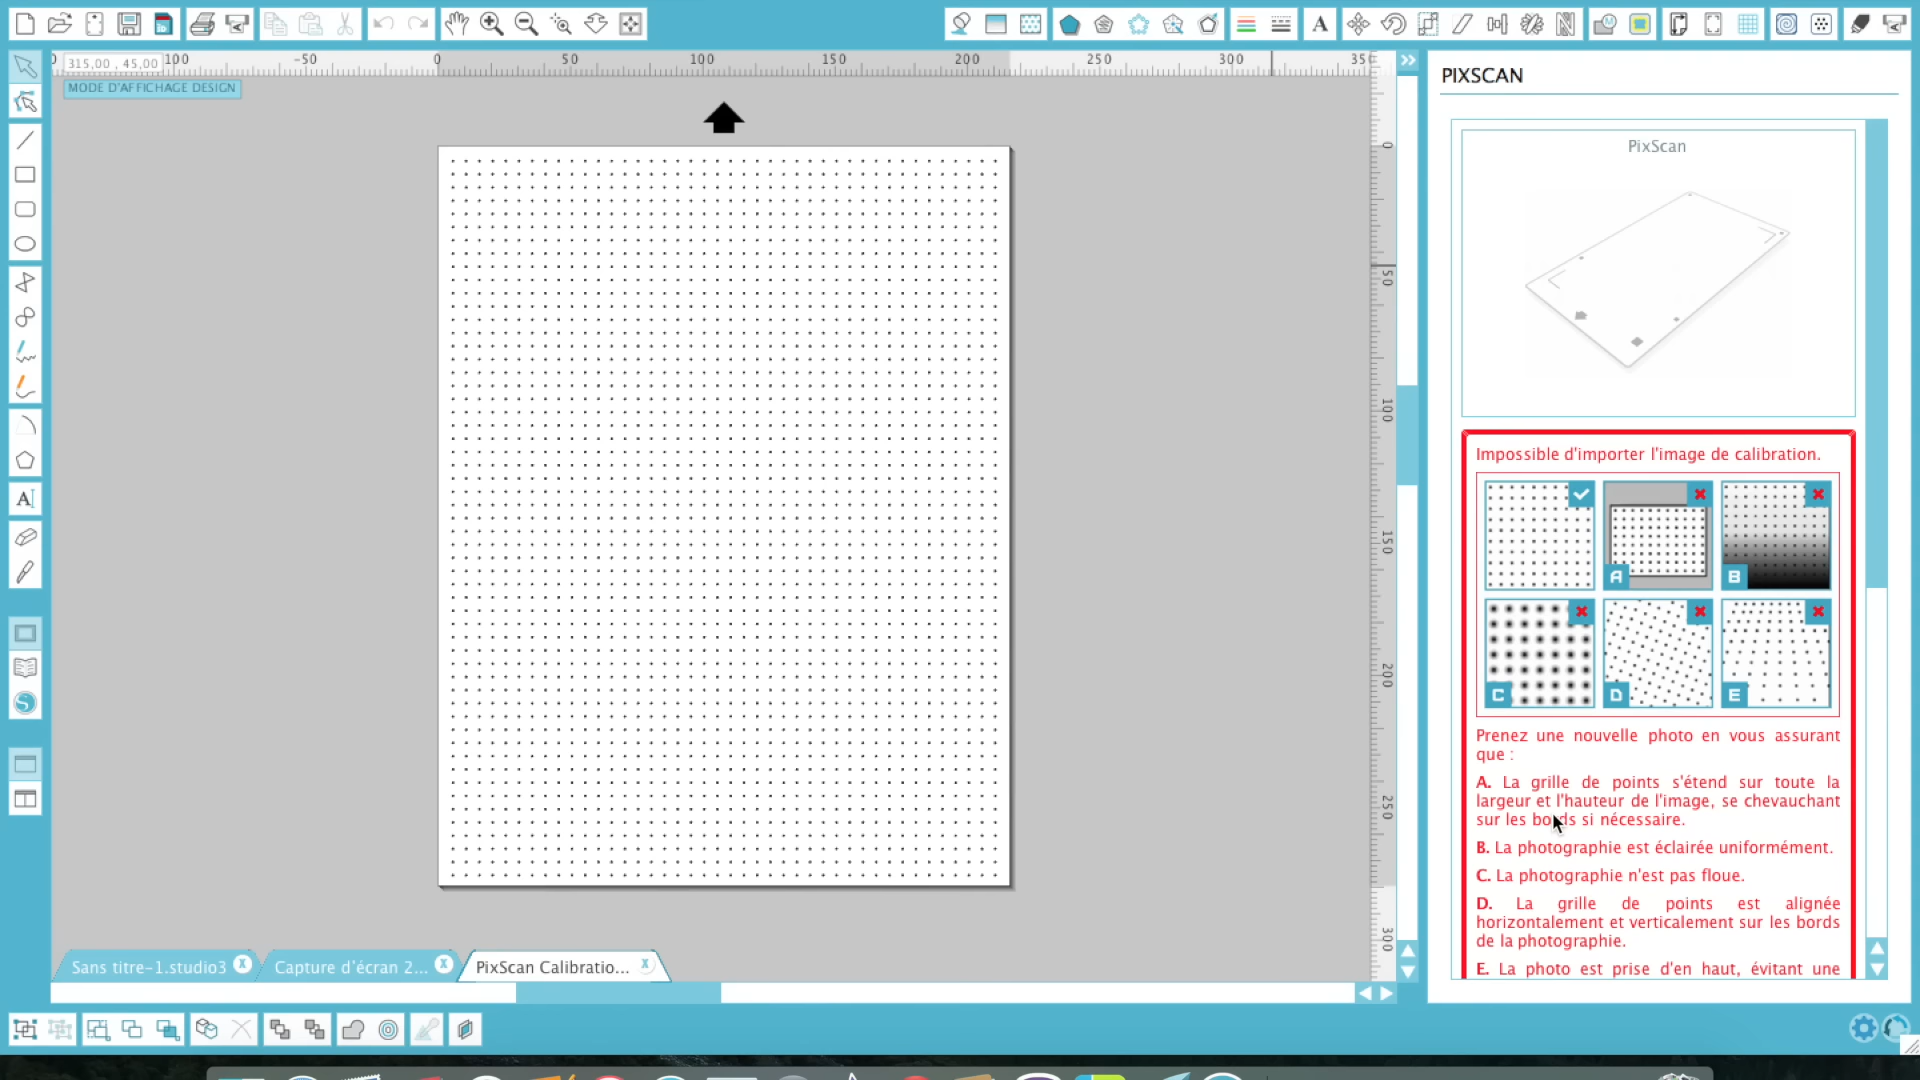 315,00 , 45,00
100
-50
0
50
100
150
200
250
300
350
MODE D'AFFICHAGE DESIGN
0
50
100
150
200
250
300
PIXSCAN
PixScan
Impossible d'importer l'image de calibration.
A
B
C
D
E
Prenez une nouvelle photo en vous assurant
que :
A. La grille de points s'étend sur toute la
largeur et l'hauteur de l'image, se chevauchant
sur les bords si nécessaire.
B. La photographie est éclairée uniformément.
C. La photographie n'est pas floue.
D. La grille de points est alignée
horizontalement et verticalement sur les bords
de la photographie.
E. La photo est prise d'en haut, évitant une
Sans titre-1.studio3
Capture d'écran 2...
PixScan Calibratio...